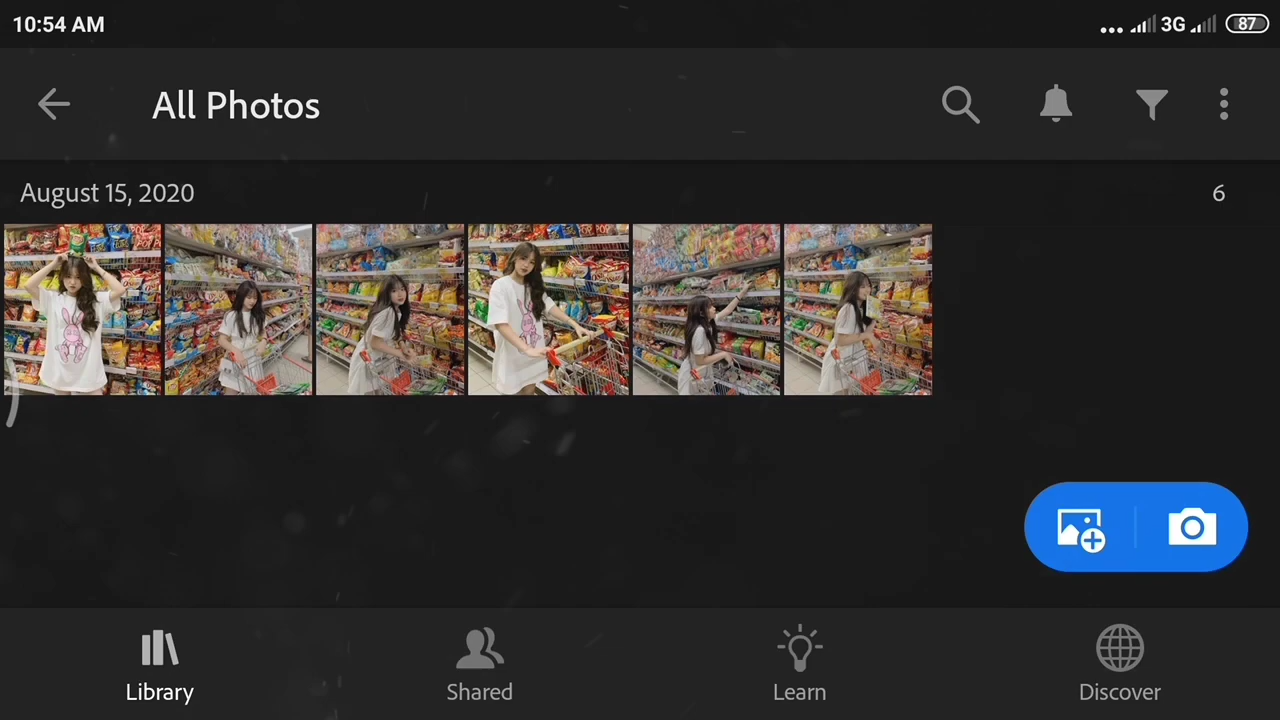 10:54 AM
3G
87
All Photos
August 15, 2020
6
Library
Shared
Learn
Discover